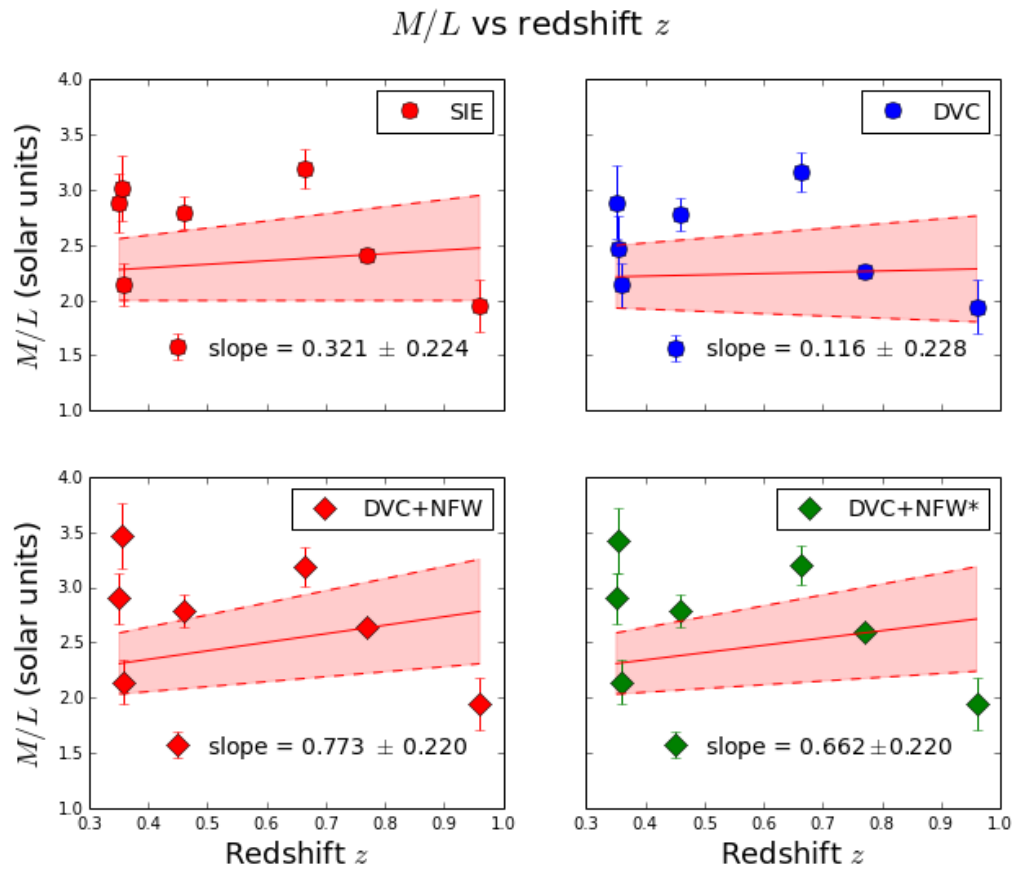 M/L vs redshift z
4.0
3.5
3.0
2.5
2.0
1.5
1.0
M/L (solar units)
SIE
slope = 0.321 ± 0.224
DVC
slope = 0.116 ± 0.228
4.0
3.5
3.0
2.5
2.0
1.5
1.0
M/L (solar units)
DVC+NFW
slope = 0.773 ± 0.220
0.3 0.4 0.5 0.6 0.7 0.8 0.9 1.0
Redshift z
DVC+NFW*
slope = 0.662±0.220
0.3 0.4 0.5 0.6 0.7 0.8 0.9 1.0
Redshift z